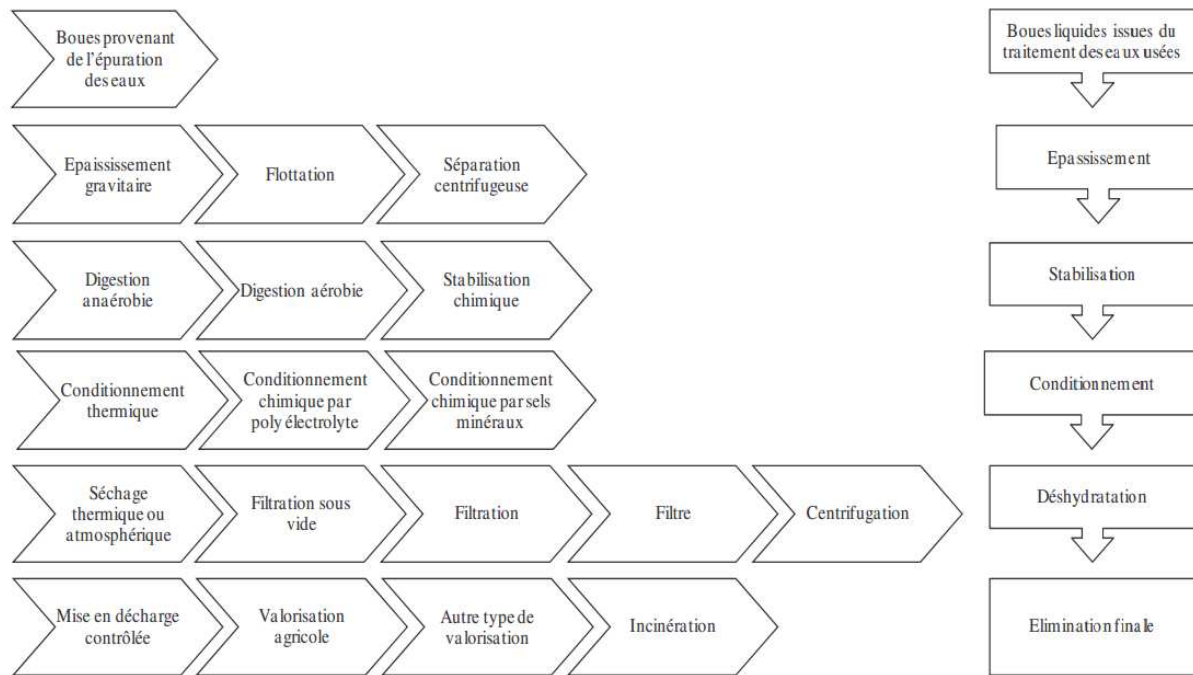 Boues provenant
de l'épuration
des eaux
Boues liquides issues du
traitement des eaux usées
Epaississement
gravitaire
Flottation
Séparation
centrifugeuse
Epassissement
Digestion
anaérobie
Digestion aérobie
Stabilisation
chimique
Stabilisation
Conditionnement
thermique
Conditionnement
chimique par
poly électrolyte
Conditionnement
chimique par sels
minéraux
Conditionnement
Séchage
thermique ou
atmosphérique
Filtration sous
vide
Filtration
Filtre
Centrifugation
Déshydratation
Mise en décharge
contrôlée
Valorisation
agricole
Autre type de
valorisation
Incinération
Elimination finale